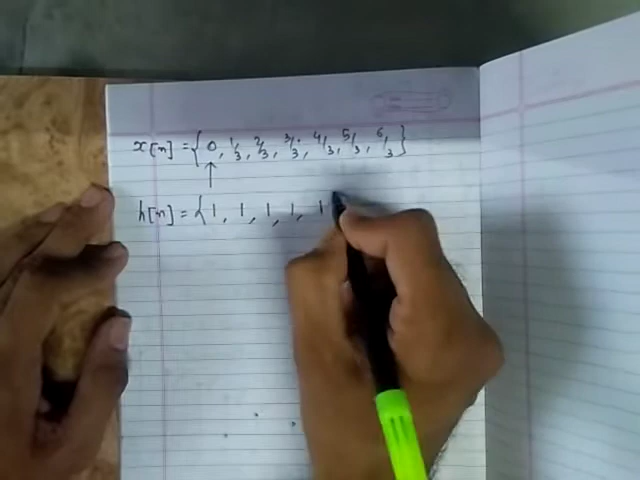 x[n] = { 0, 1/3, 2/3, 3/3, 4/3, 5/3, 6/3 }
↑
h[n] = { 1, 1, 1, 1, 1